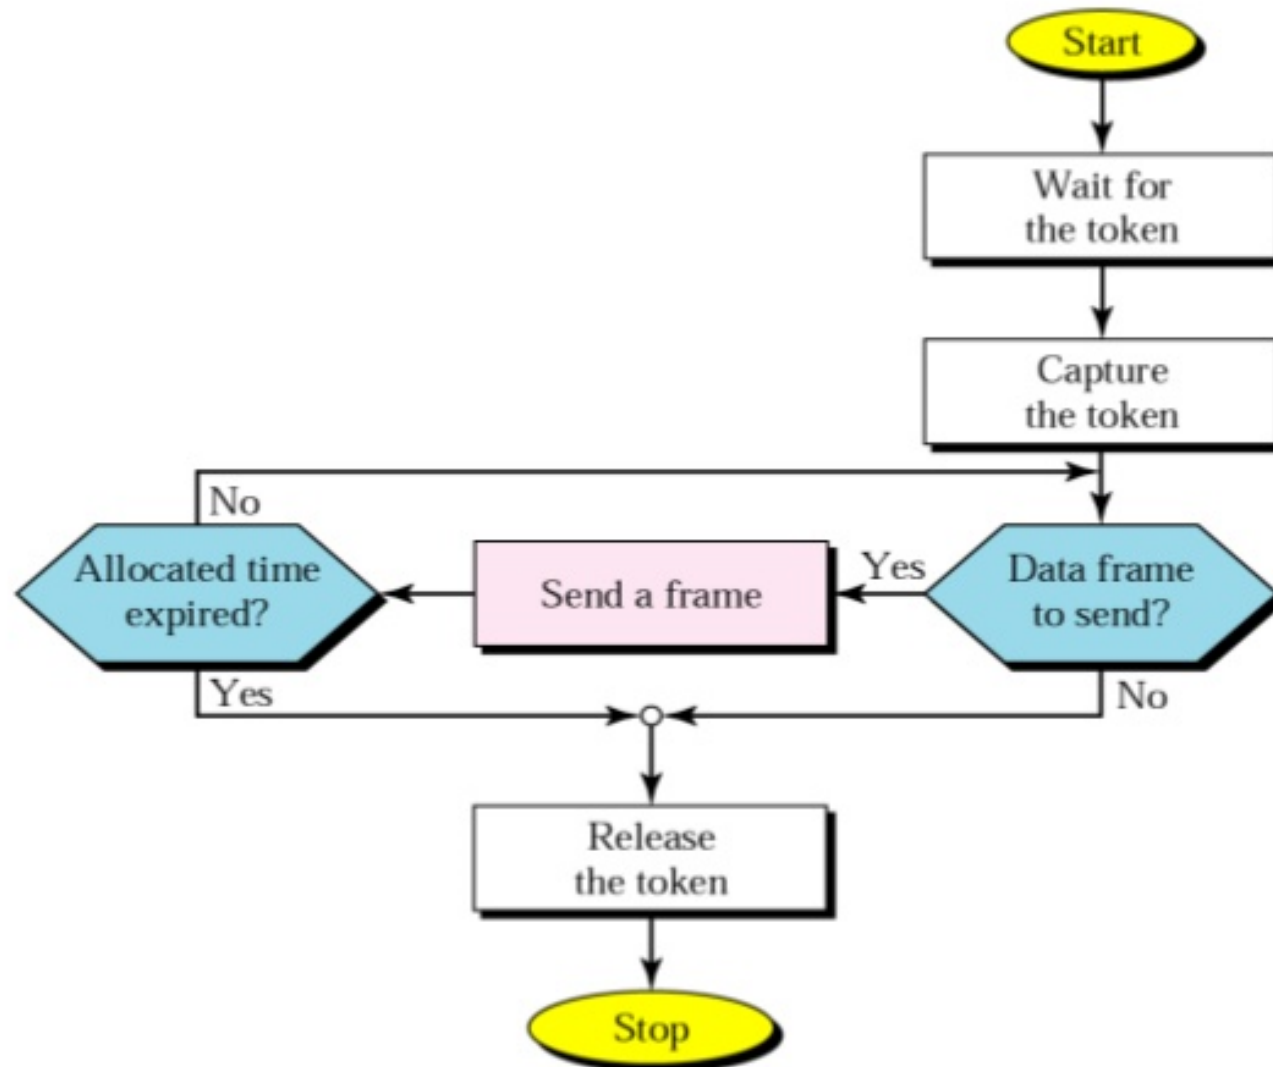 Start
Wait for
the token
Capture
the token
No
Allocated time
expired?
Send a frame
Yes
Data frame
to send?
Yes
No
Release
the token
Stop